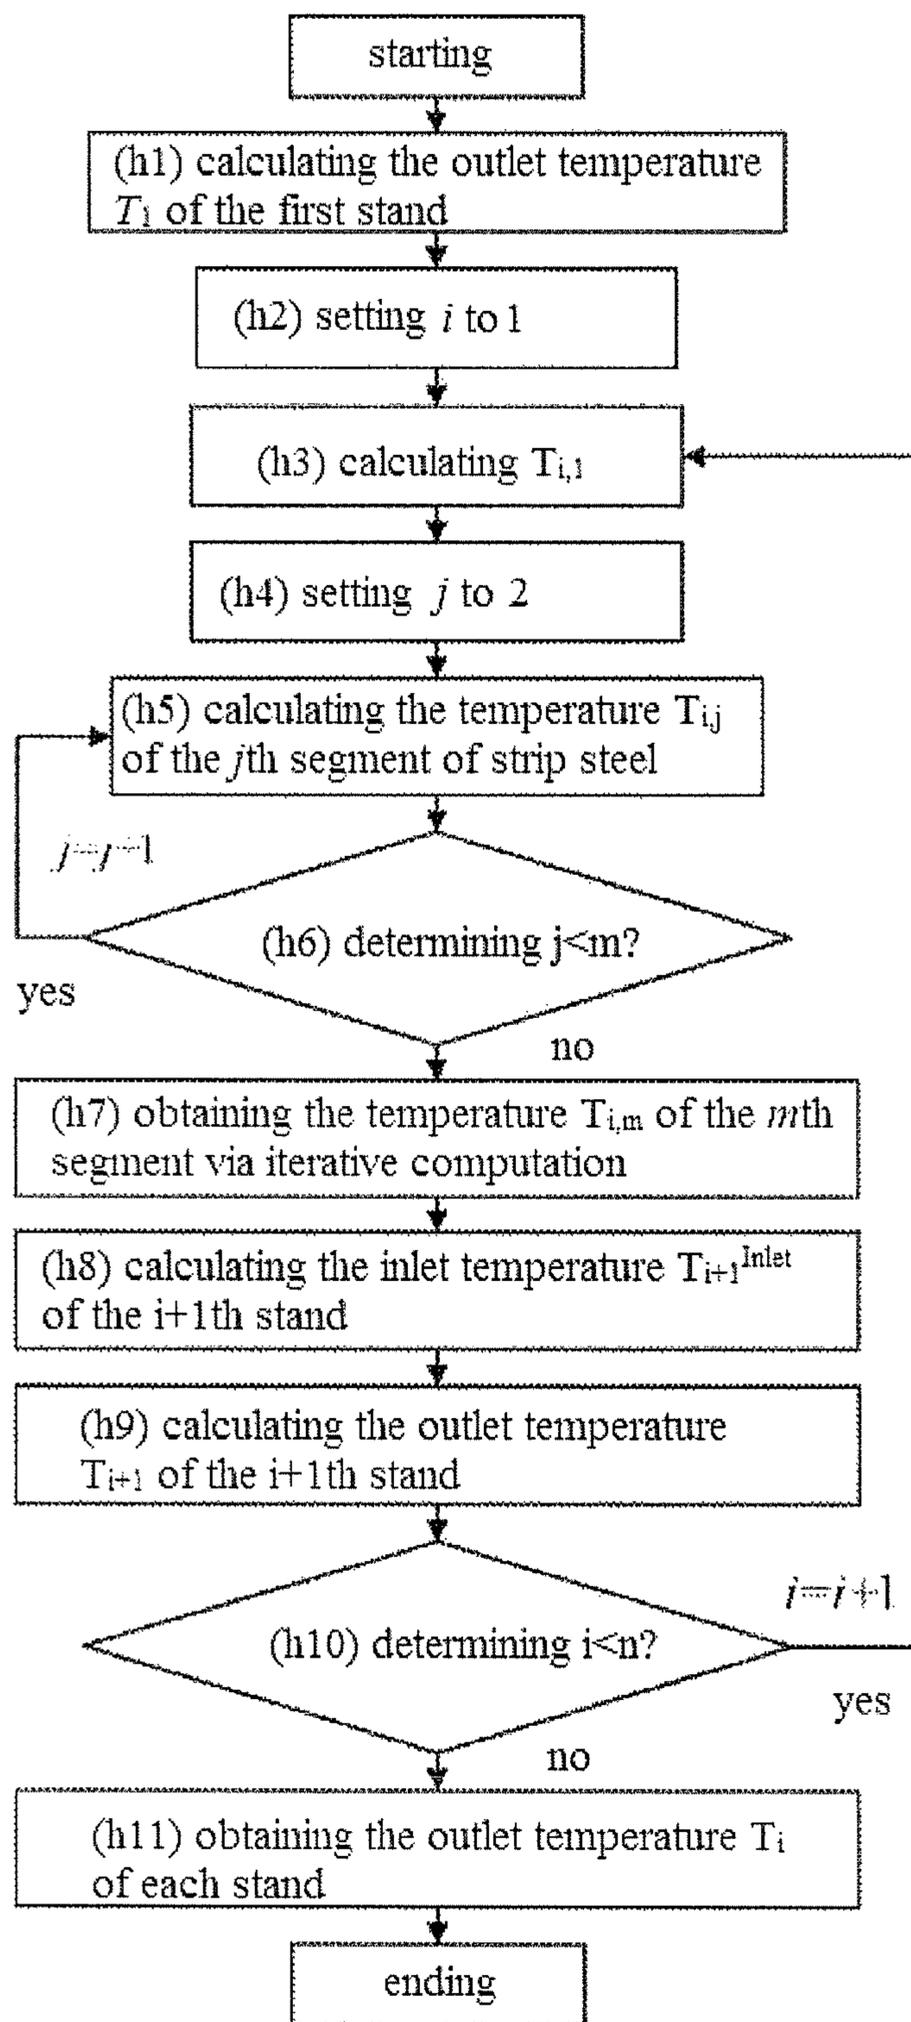 starting
(h1) calculating the outlet temperature
T1 of the first stand
(h2) setting i to 1
(h3) calculating Ti,1
(h4) setting j to 2
(h5) calculating the temperature Ti,j
of the jth segment of strip steel
j=j+1
(h6) determining j<m?
yes
no
(h7) obtaining the temperature Ti,m of the mth
segment via iterative computation
(h8) calculating the inlet temperature Ti+1Inlet
of the i+1th stand
(h9) calculating the outlet temperature
Ti+1 of the i+1th stand
i=i+1
(h10) determining i<n?
yes
no
(h11) obtaining the outlet temperature Ti
of each stand
ending